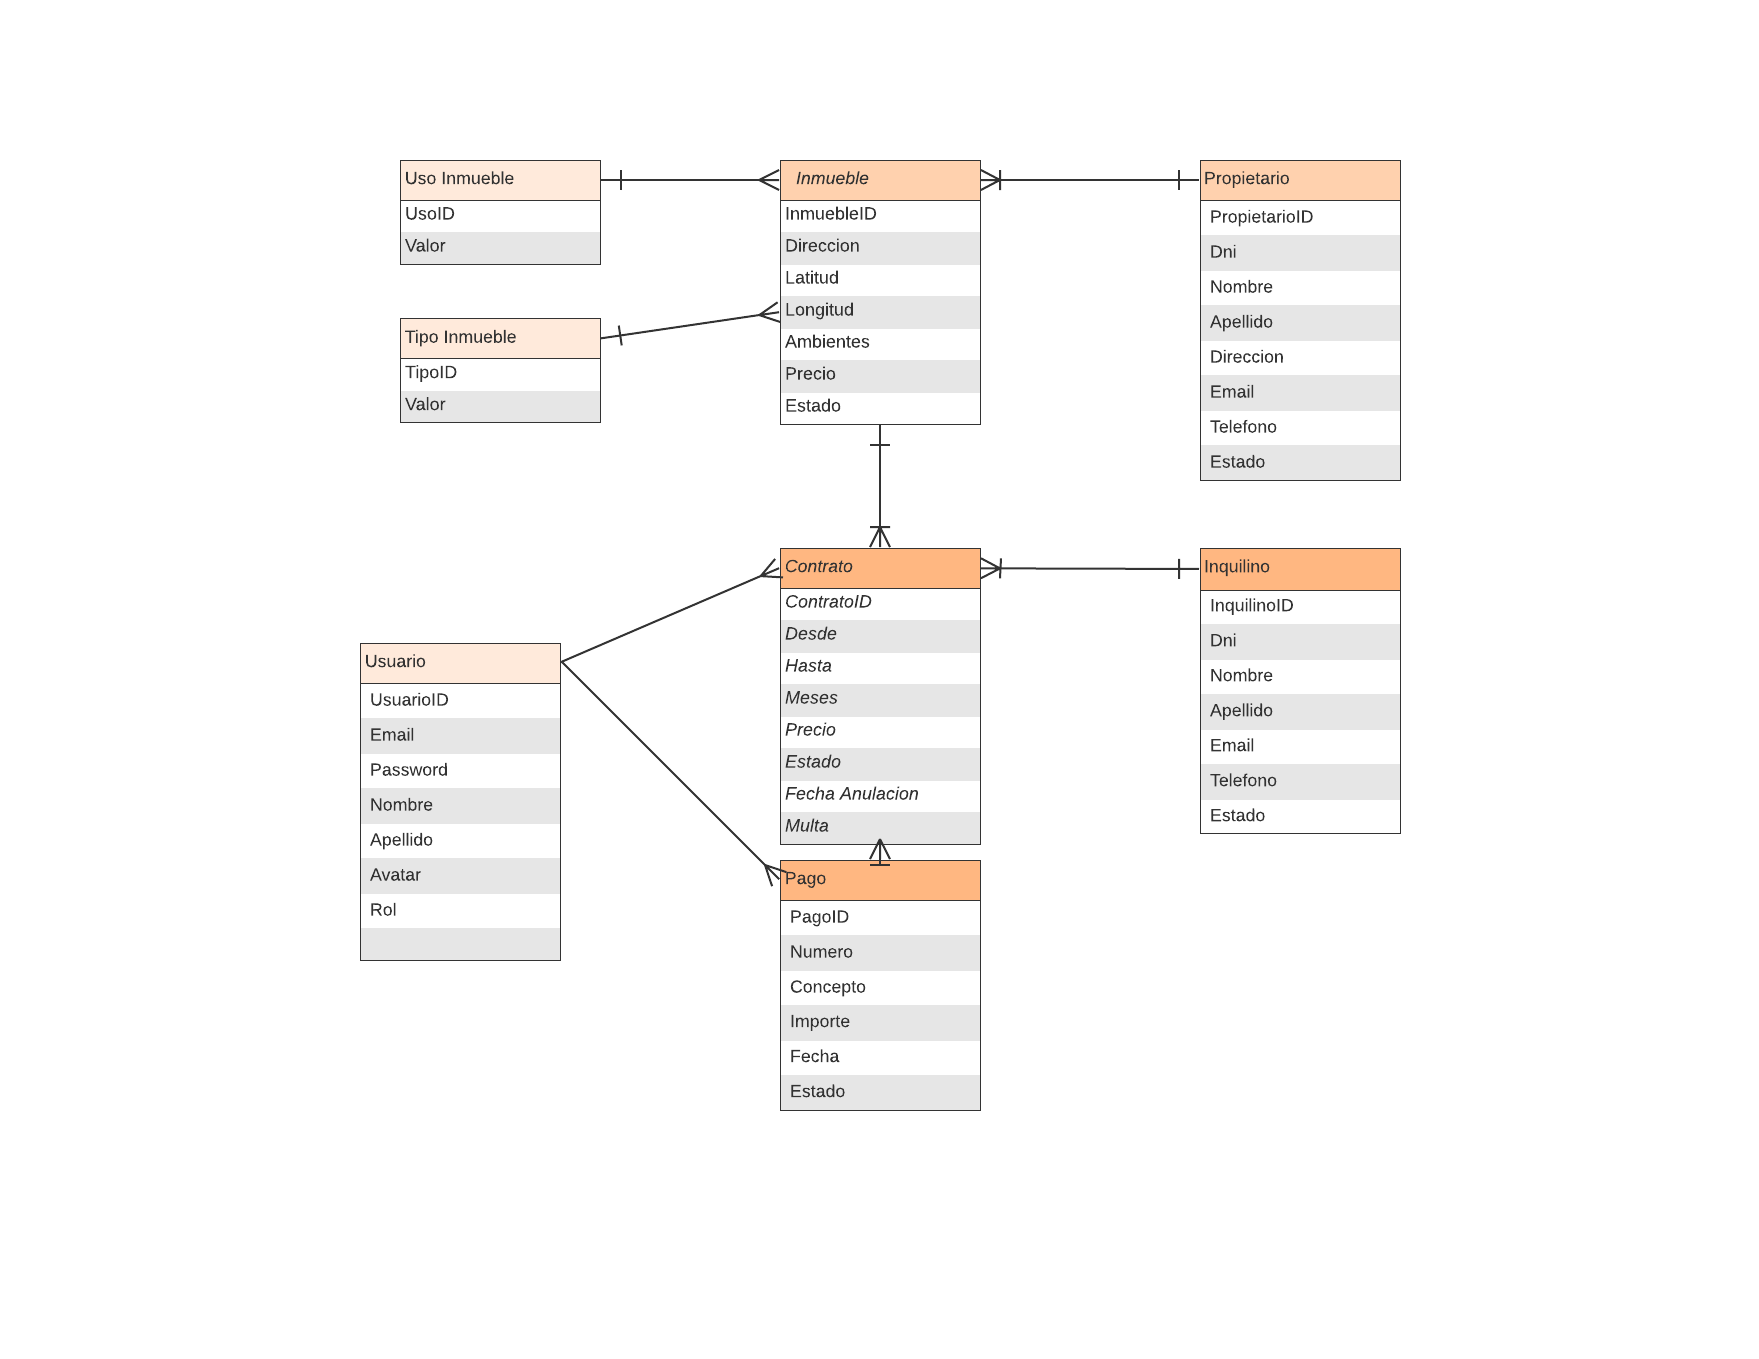 Uso Inmueble
UsoID
Valor
Tipo Inmueble
TipoID
Valor
Inmueble
InmuebleID
Direccion
Latitud
Longitud
Ambientes
Precio
Estado
Propietario
PropietarioID
Dni
Nombre
Apellido
Direccion
Email
Telefono
Estado
Usuario
UsuarioID
Email
Password
Nombre
Apellido
Avatar
Rol
Contrato
ContratoID
Desde
Hasta
Meses
Precio
Estado
Fecha Anulacion
Multa
Pago
PagoID
Numero
Concepto
Importe
Fecha
Estado
Inquilino
InquilinoID
Dni
Nombre
Apellido
Email
Telefono
Estado